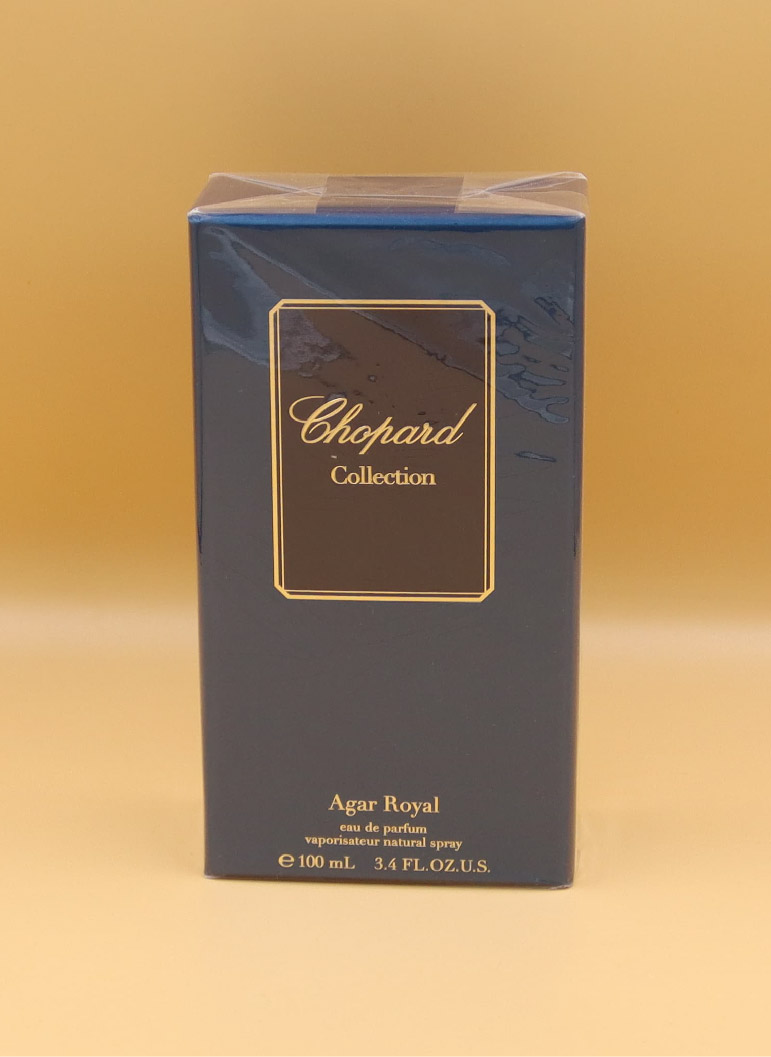 Chopard
Collection
Agar Royal
eau de parfum
vaporisateur natural spray
℮ 100 mL 3.4 FL.OZ.U.S.